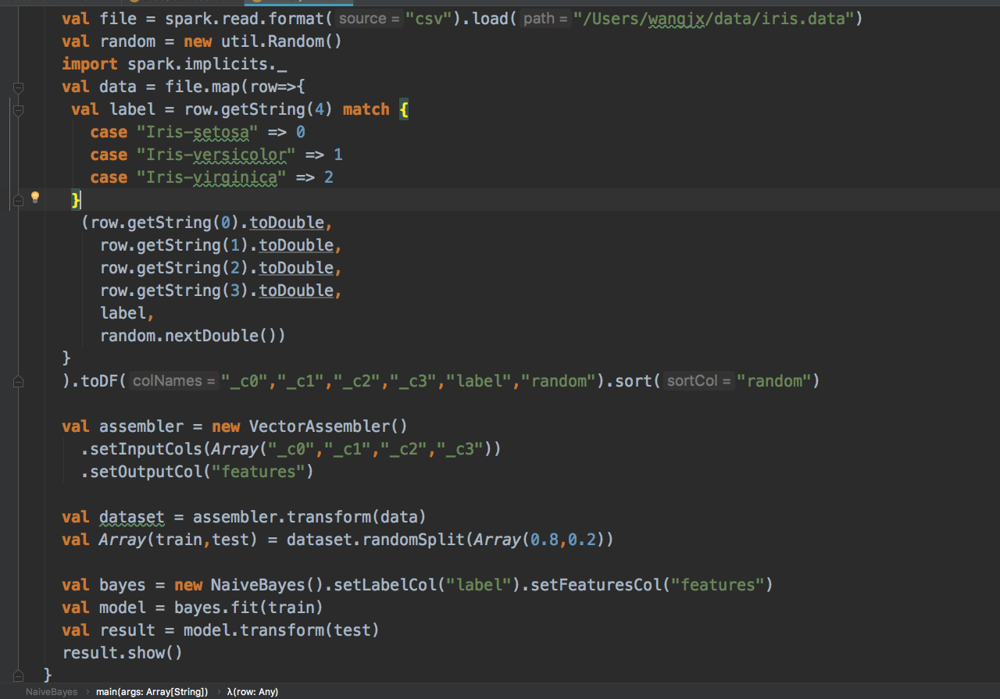 val file = spark.read.format( source = "csv").load( path = "/Users/wangjx/data/iris.data")
val random = new util.Random()
import spark.implicits._
val data = file.map(row=>{
val label = row.getString(4) match {
case "Iris-setosa" => 0
case "Iris-versicolor" => 1
case "Iris-virginica" => 2
}
(row.getString(0).toDouble,
row.getString(1).toDouble,
row.getString(2).toDouble,
row.getString(3).toDouble,
label,
random.nextDouble())
}
).toDF( colNames = "_c0","_c1","_c2","_c3","label","random").sort( sortCol = "random")
val assembler = new VectorAssembler()
.setInputCols(Array("_c0","_c1","_c2","_c3"))
.setOutputCol("features")
val dataset = assembler.transform(data)
val Array(train,test) = dataset.randomSplit(Array(0.8,0.2))
val bayes = new NaiveBayes().setLabelCol("label").setFeaturesCol("features")
val model = bayes.fit(train)
val result = model.transform(test)
result.show()
}
NaiveBayes › main(args: Array[String]) › λ(row: Any)